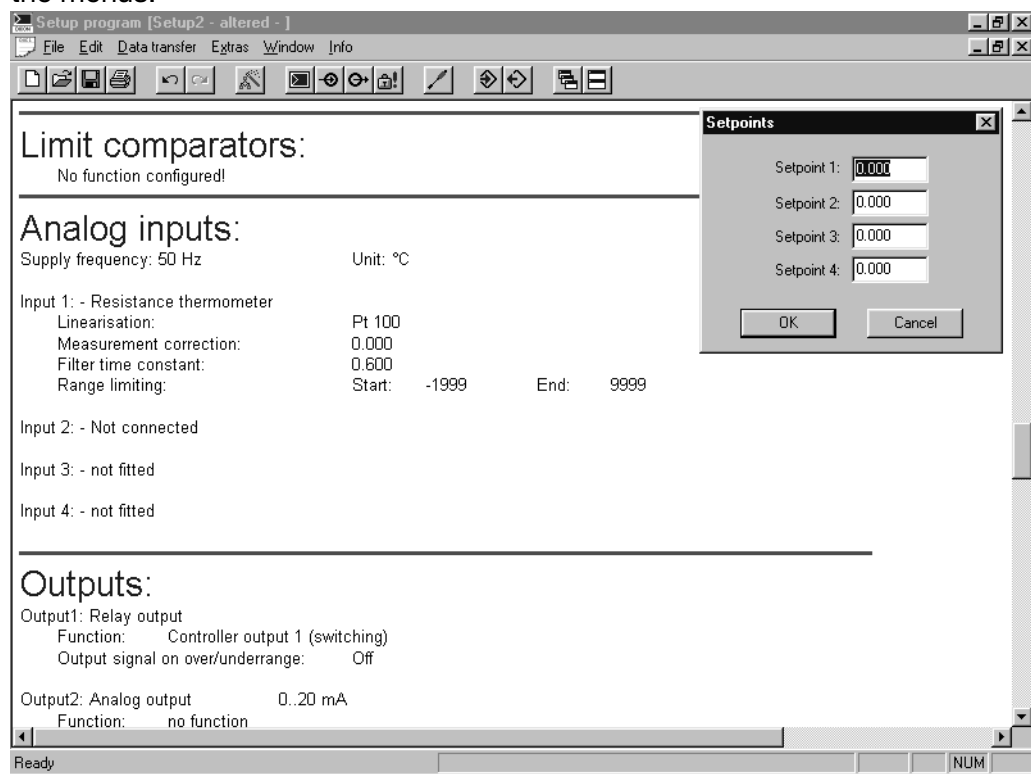 the menus.
Setup program [Setup2 - altered - ]
File Edit Data transfer Extras Window Info
Limit comparators:
No function configured!
Analog inputs:
Supply frequency: 50 Hz Unit: °C
Input 1: - Resistance thermometer
Linearisation: Pt 100
Measurement correction: 0.000
Filter time constant: 0.600
Range limiting: Start: -1999 End: 9999
Input 2: - Not connected
Input 3: - not fitted
Input 4: - not fitted
Outputs:
Output1: Relay output
Function: Controller output 1 (switching)
Output signal on over/underrange: Off
Output2: Analog output 0..20 mA
Function: no function
Setpoints
Setpoint 1: 0.000
Setpoint 2: 0.000
Setpoint 3: 0.000
Setpoint 4: 0.000
OK Cancel
Ready NUM